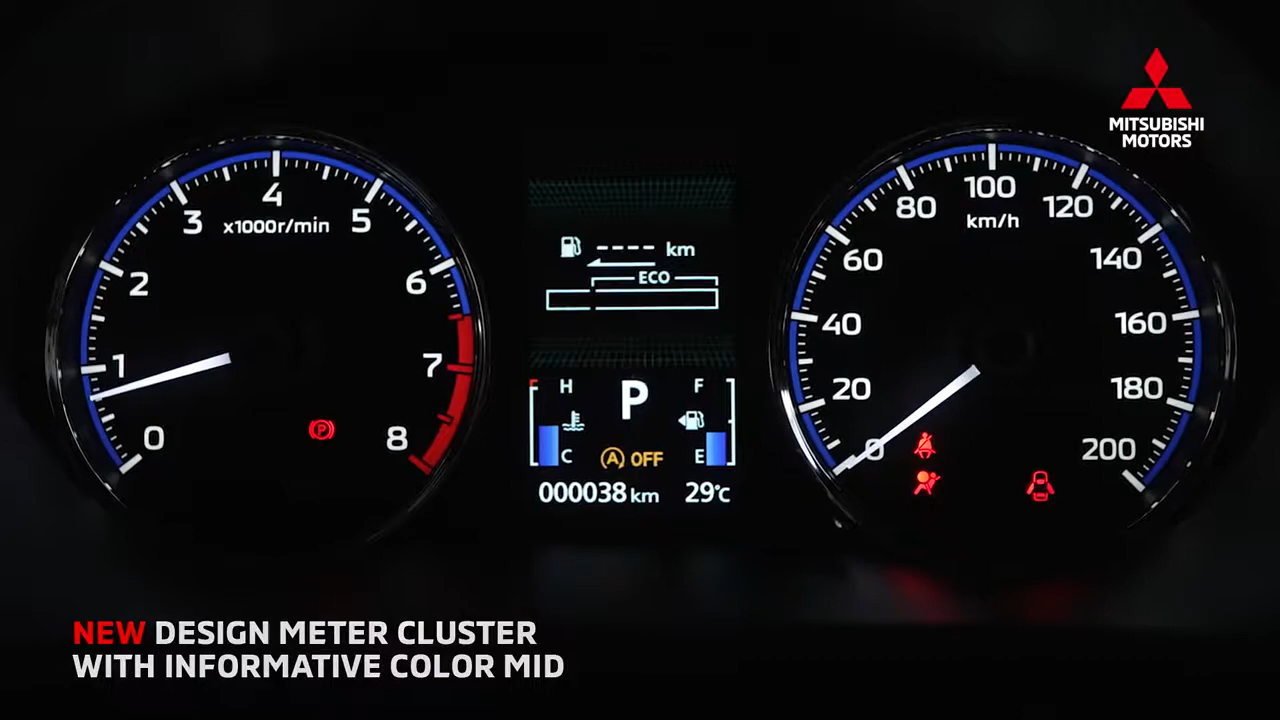 MITSUBISHI
MOTORS
0
1
2
3
4
5
6
7
8
x1000r/min
P
----- km
ECO
H
P
F
C
A OFF
E
000038 km
29°C
0
20
40
60
80
100
120
140
160
180
200
km/h
NEW DESIGN METER CLUSTER
WITH INFORMATIVE COLOR MID